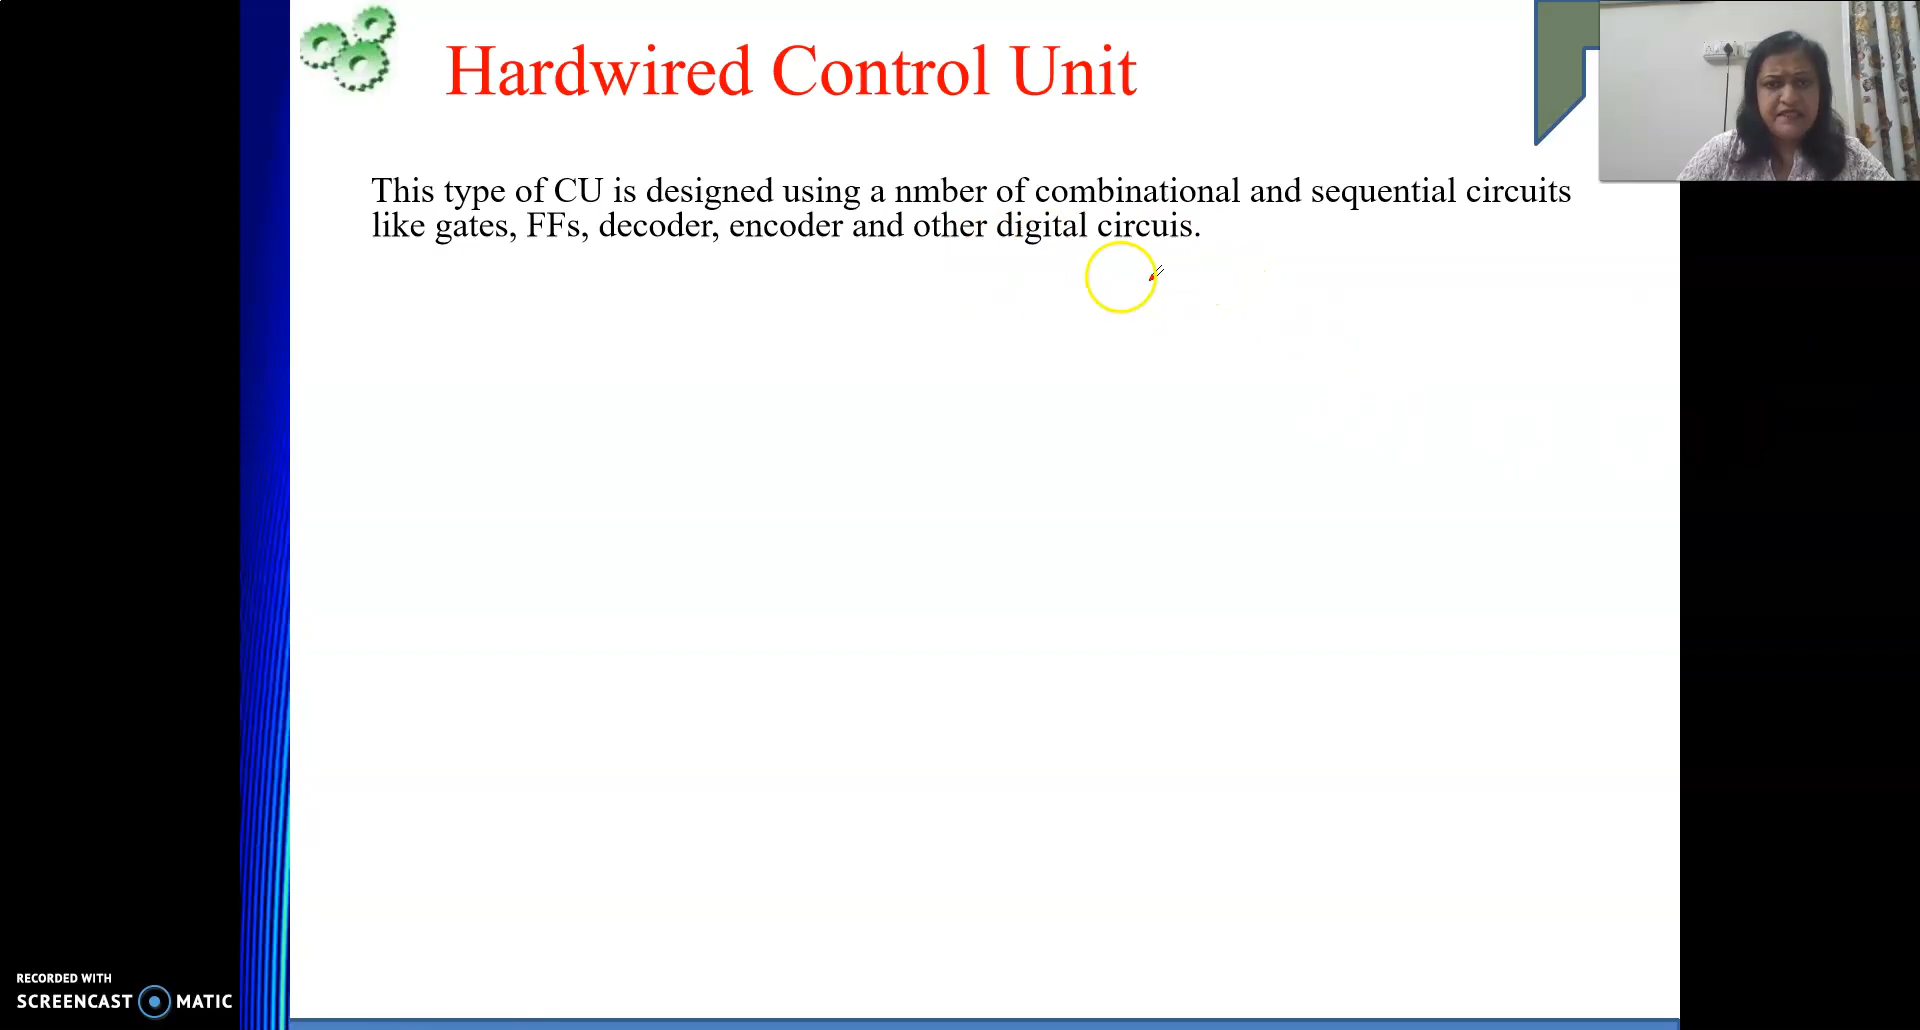 Hardwired Control Unit
This type of CU is designed using a nmber of combinational and sequential circuits
like gates, FFs, decoder, encoder and other digital circuis.
RECORDED WITH
SCREENCAST MATIC